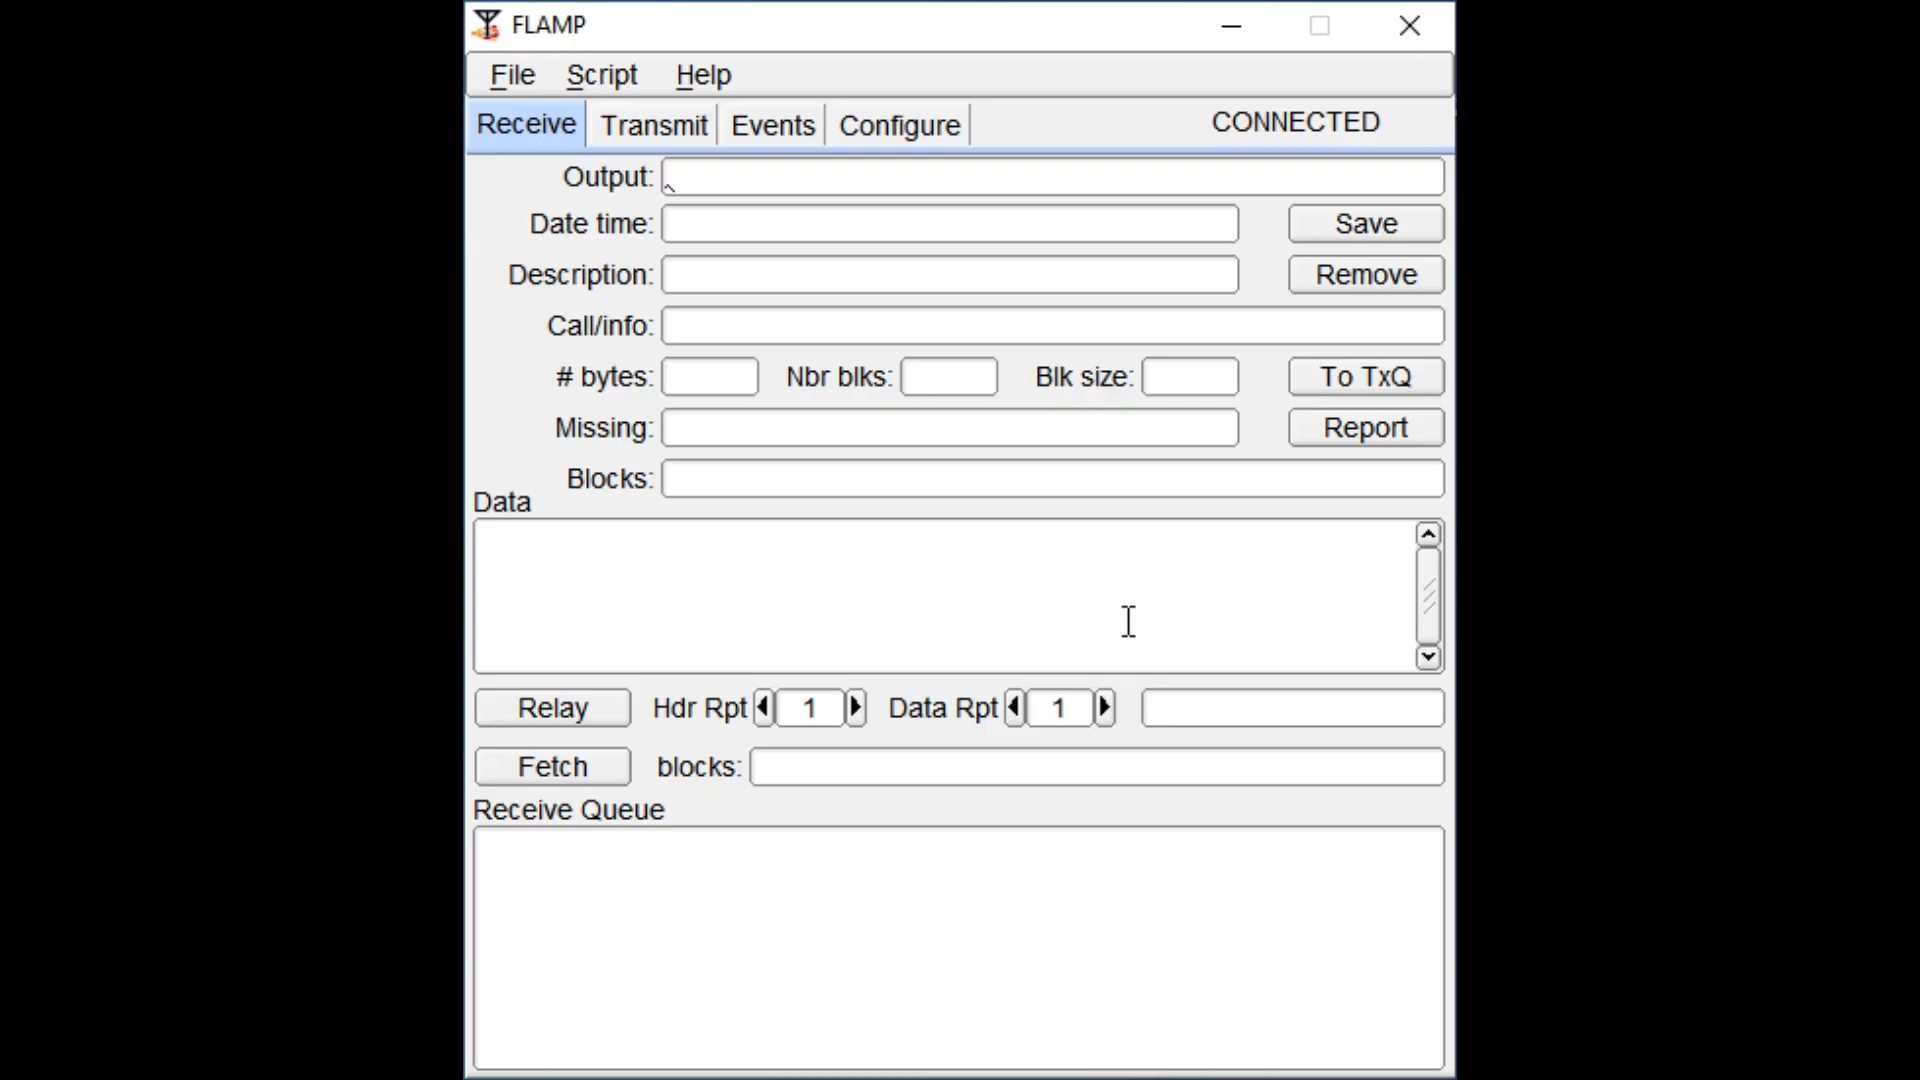 FLAMP
File Script Help
Receive Transmit Events Configure CONNECTED
Output:
Date time: Save
Description: Remove
Call/info:
# bytes: Nbr blks: Blk size: To TxQ
Missing: Report
Blocks:
Data
Relay Hdr Rpt 1 Data Rpt 1
Fetch blocks:
Receive Queue